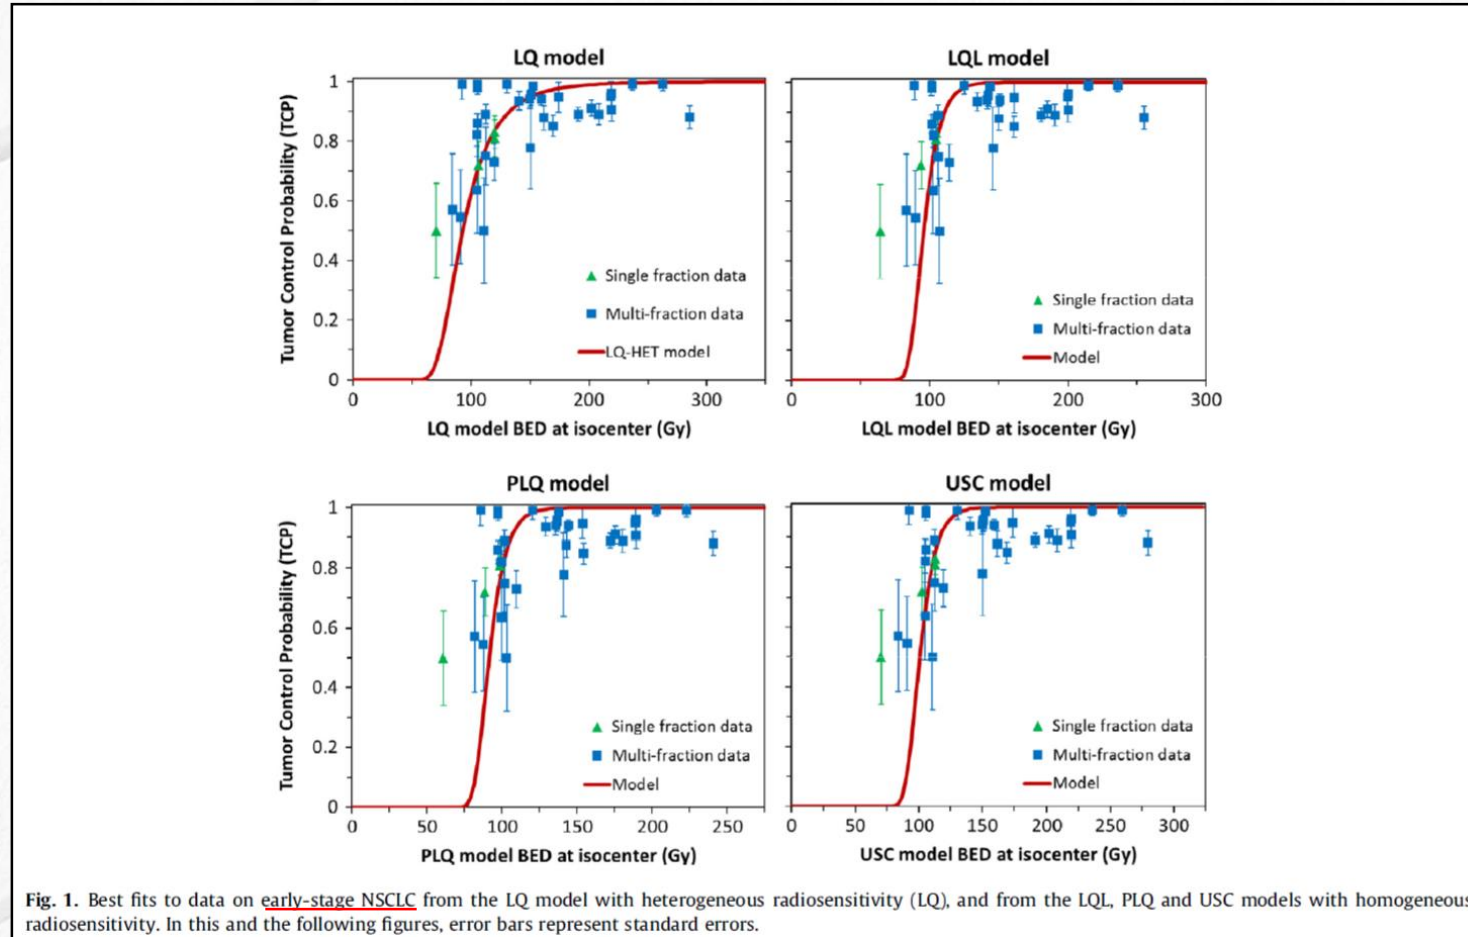 LQ model
Tumor Control Probability (TCP)
1
0.8
0.6
0.4
0.2
0
Single fraction data
Multi-fraction data
LQ-HET model
0 100 200 300
LQ model BED at isocenter (Gy)
LQL model
Single fraction data
Multi-fraction data
Model
0 100 200 300
LQL model BED at isocenter (Gy)
PLQ model
Tumor Control Probability (TCP)
1
0.8
0.6
0.4
0.2
0
Single fraction data
Multi-fraction data
Model
0 50 100 150 200 250
PLQ model BED at isocenter (Gy)
USC model
Single fraction data
Multi-fraction data
Model
0 50 100 150 200 250 300
USC model BED at isocenter (Gy)
Fig. 1. Best fits to data on early-stage NSCLC from the LQ model with heterogeneous radiosensitivity (LQ), and from the LQL, PLQ and USC models with homogeneous
radiosensitivity. In this and the following figures, error bars represent standard errors.